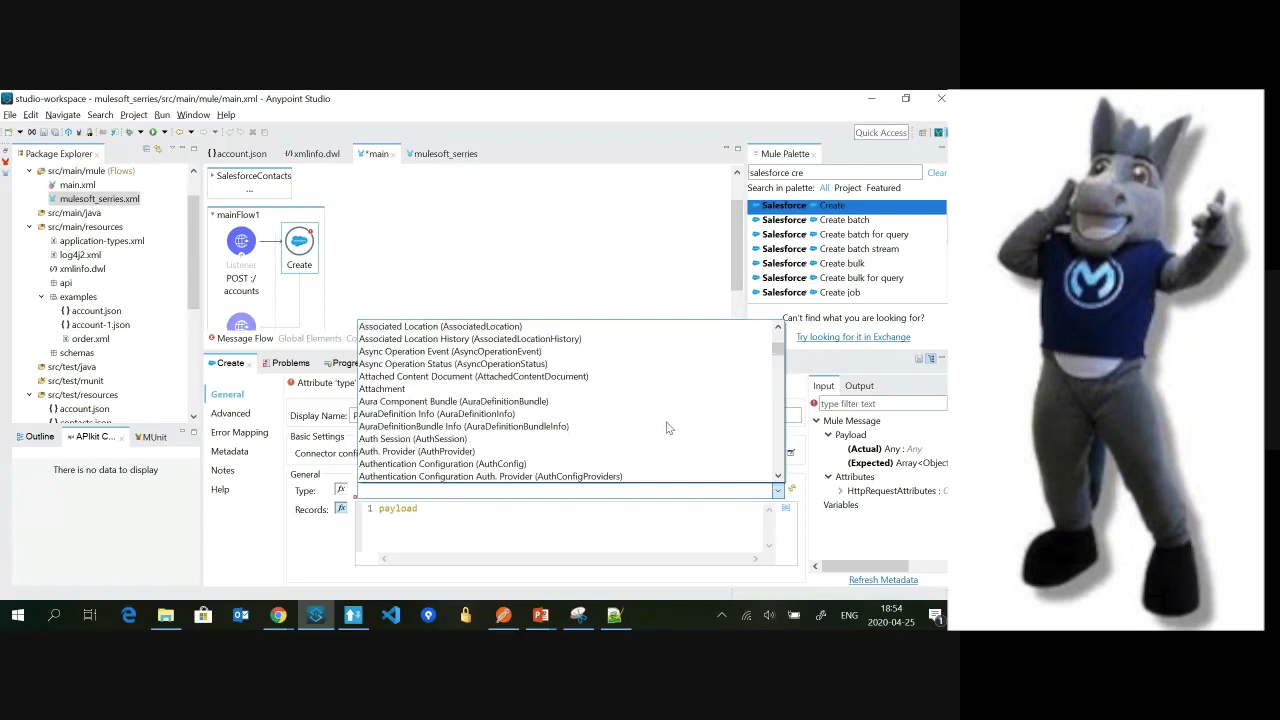 studio-workspace - mulesoft_serries/src/main/mule/main.xml - Anypoint Studio
File Edit Navigate Search Project Run Window Help
Quick Access
Package Explorer
src/main/mule (Flows)
main.xml
mulesoft_serries.xml
src/main/java
src/main/resources
application-types.xml
log4j2.xml
xmlinfo.dwl
api
examples
account.json
account-1.json
order.xml
schemas
src/test/java
src/test/munit
src/test/resources
account.json
contacts.json
Outline
APIkit C...
MUnit
There is no data to display
account.json
xmlinfo.dwl
*main
mulesoft_serries
SalesforceContacts
...
mainFlow1
Listener
POST :/
accounts
Create
Message Flow Global Elements
Create
Problems
Progre
General
Advanced
Error Mapping
Metadata
Notes
Help
Attribute 'type'
Display Name:
Basic Settings
Connector confi
General
Type:
Records:
Associated Location (AssociatedLocation)
Associated Location History (AssociatedLocationHistory)
Async Operation Event (AsyncOperationEvent)
Async Operation Status (AsyncOperationStatus)
Attached Content Document (AttachedContentDocument)
Attachment
Aura Component Bundle (AuraDefinitionBundle)
AuraDefinition Info (AuraDefinitionInfo)
AuraDefinitionBundle Info (AuraDefinitionBundleInfo)
Auth Session (AuthSession)
Auth. Provider (AuthProvider)
Authentication Configuration (AuthConfig)
Authentication Configuration Auth. Provider (AuthConfigProviders)
1 payload
Mule Palette
salesforce cre
Clear
Search in palette: All Project Featured
Salesforce Create
Salesforce Create batch
Salesforce Create batch for query
Salesforce Create batch stream
Salesforce Create bulk
Salesforce Create bulk for query
Salesforce Create job
Can't find what you are looking for?
Try looking for it in Exchange
Input
Output
type filter text
Mule Message
Payload
(Actual) Any : Any
(Expected) Array<Object
Attributes
HttpRequestAttributes :
Variables
Refresh Metadata
ENG
18:54
2020-04-25